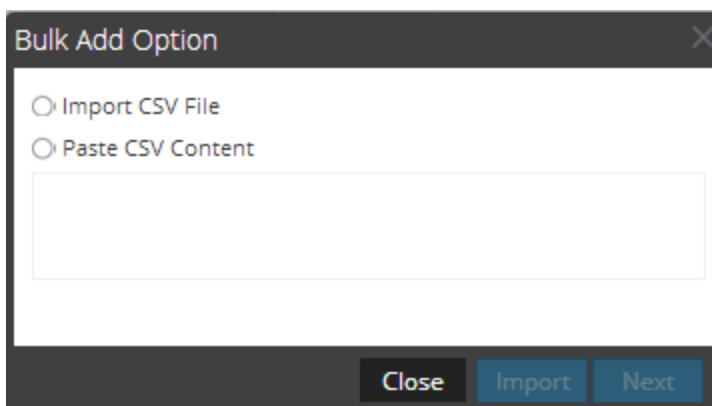 Bulk Add Option
Import CSV File
Paste CSV Content
Close Import Next